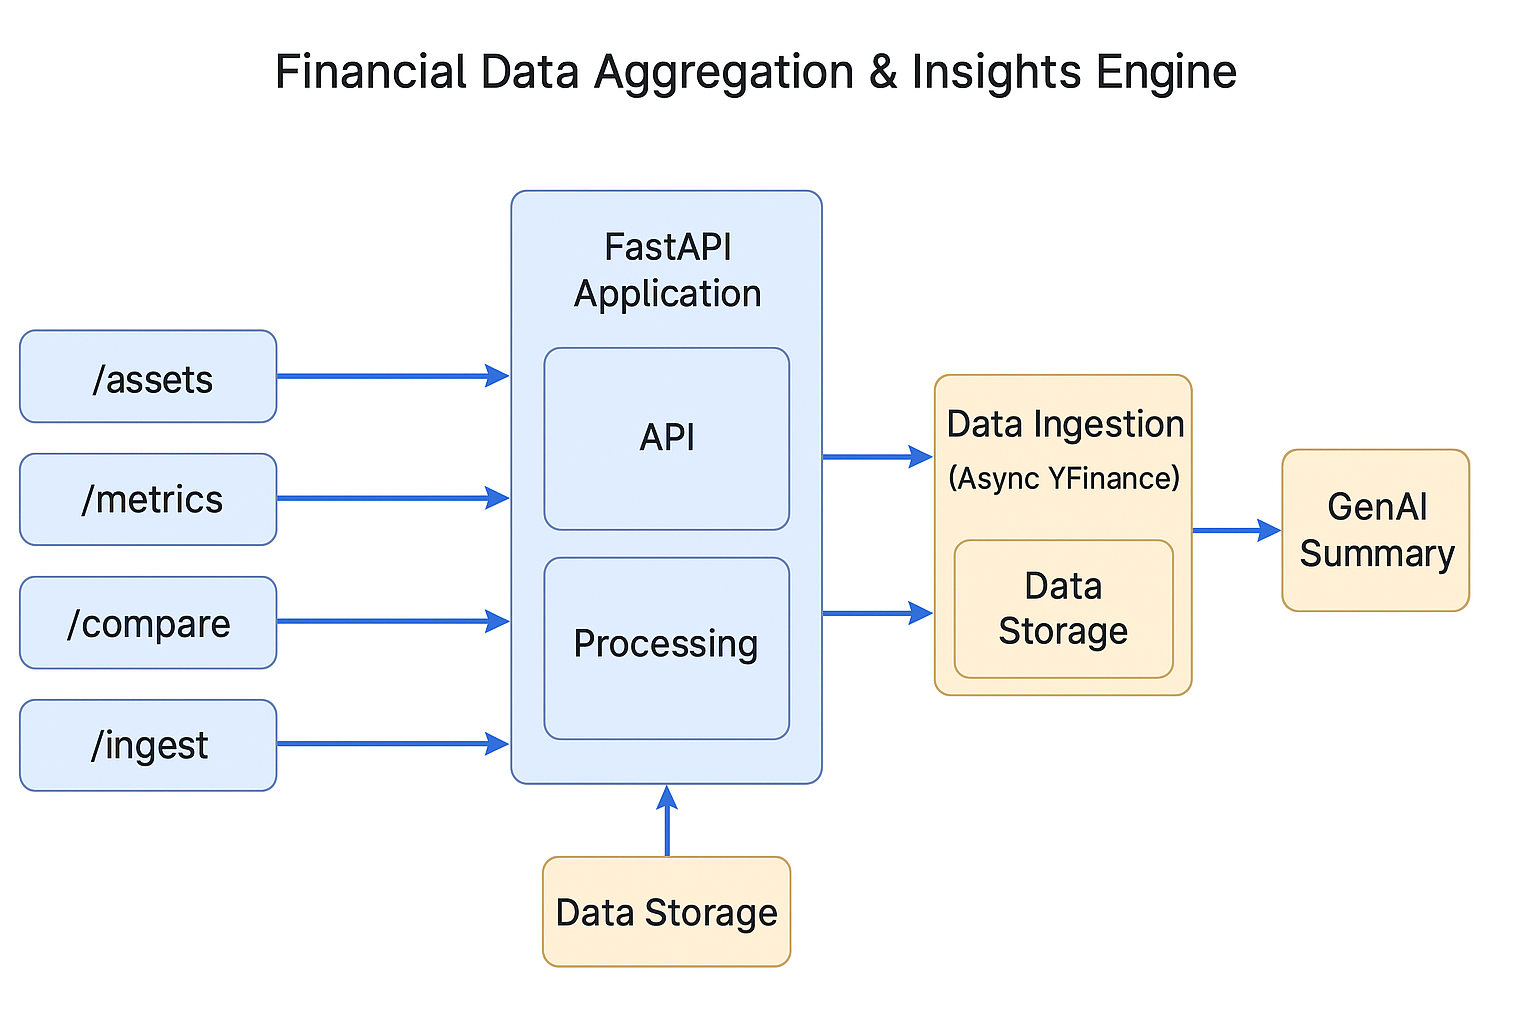 Financial Data Aggregation & Insights Engine
/assets
/metrics
/compare
/ingest
FastAPI
Application
API
Processing
Data Storage
Data Ingestion
(Async YFinance)
Data
Storage
GenAI
Summary